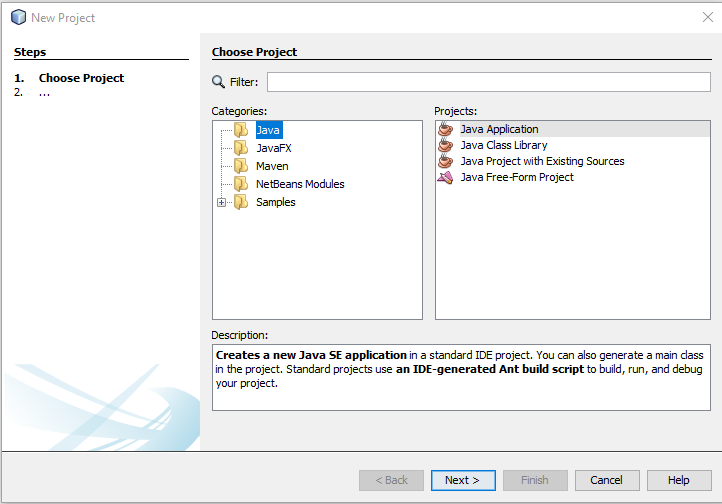 New Project
Steps
1. Choose Project
2. ...
Choose Project
Filter:
Categories:
Java
JavaFX
Maven
NetBeans Modules
Samples
Projects:
Java Application
Java Class Library
Java Project with Existing Sources
Java Free-Form Project
Description:
Creates a new Java SE application in a standard IDE project. You can also generate a main class
in the project. Standard projects use an IDE-generated Ant build script to build, run, and debug
your project.
< Back
Next >
Finish
Cancel
Help